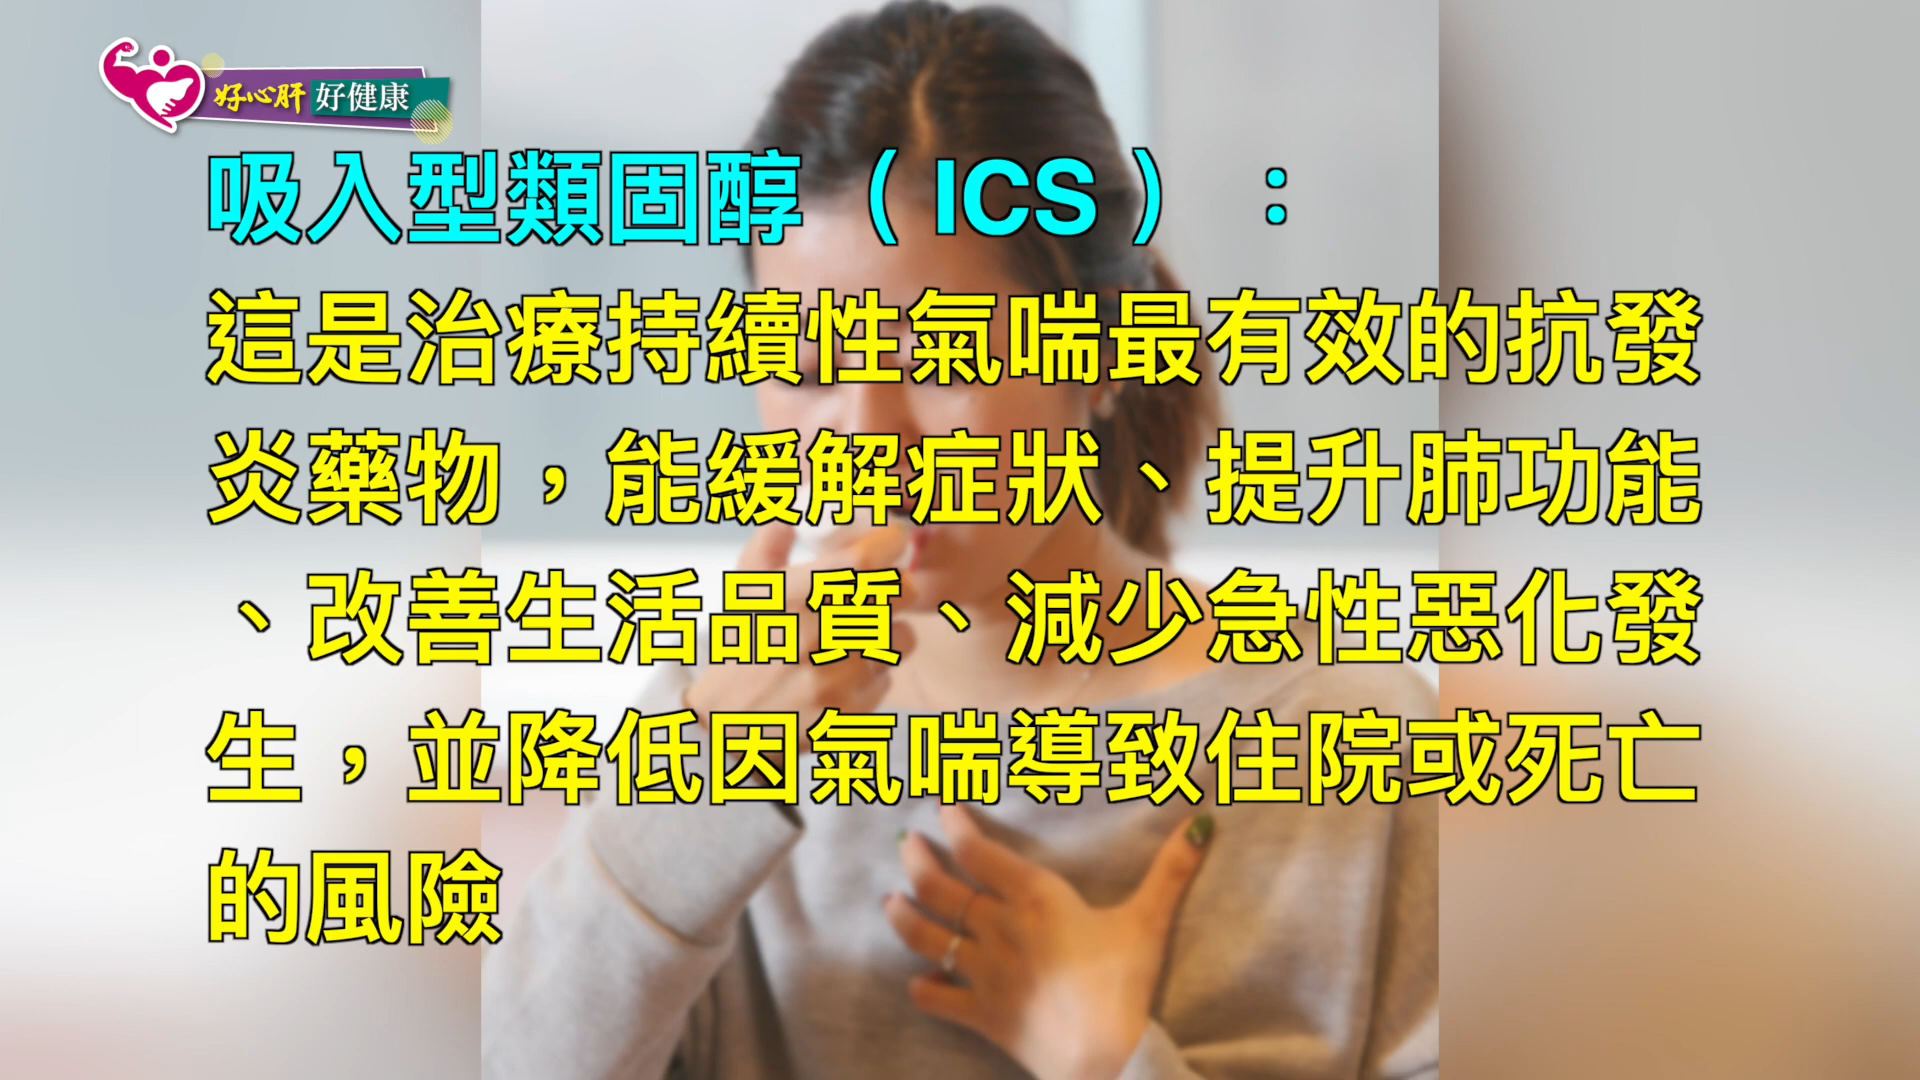 好心肝 好健康
吸入型類固醇（ICS）：
這是治療持續性氣喘最有效的抗發
炎藥物，能緩解症狀、提升肺功能
、改善生活品質、減少急性惡化發
生，並降低因氣喘導致住院或死亡
的風險